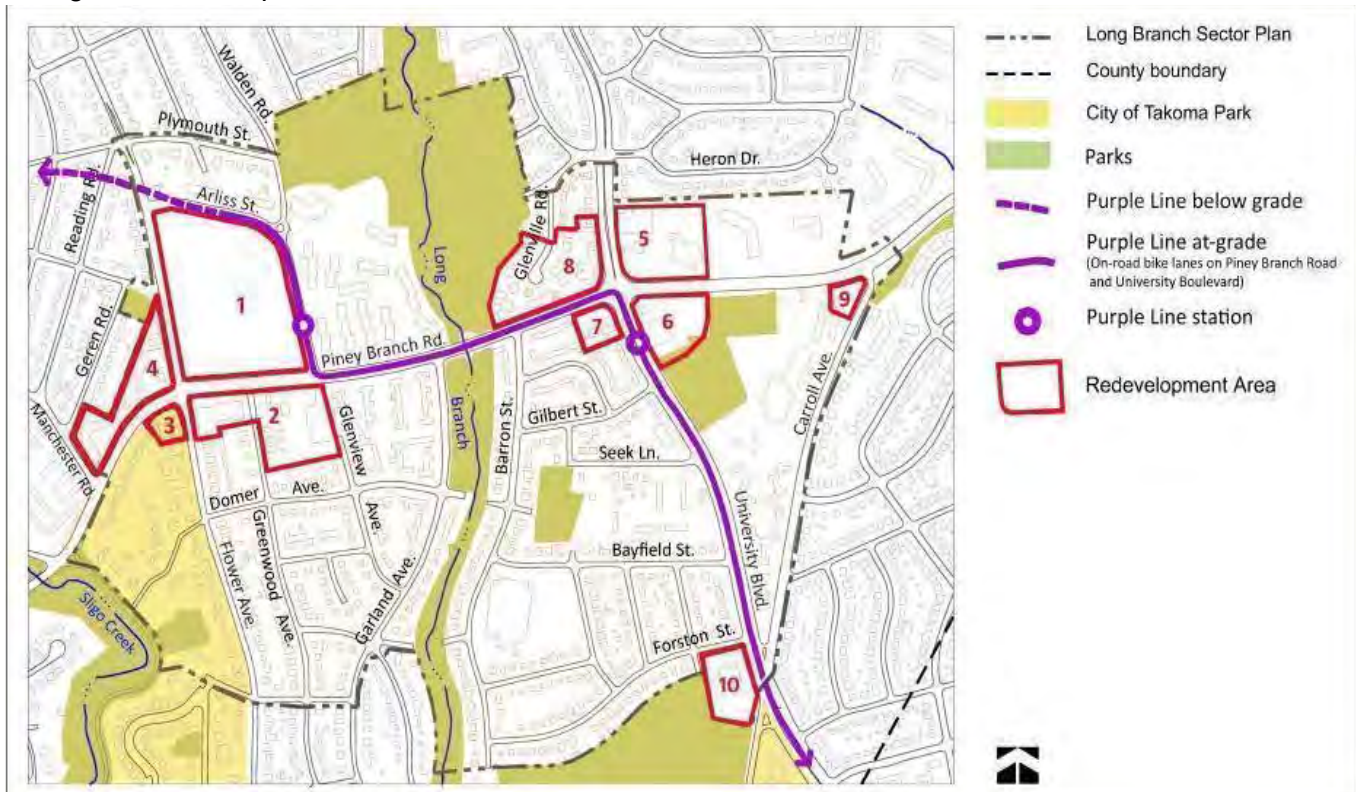 Walden Rd.
Plymouth St.
Reading Rd.
Arliss St.
Heron Dr.
Glenville Rd.
Long
Branch
1
2
3
4
5
6
7
8
9
10
Geren Rd.
Manchester Rd.
Piney Branch Rd.
Glenview
Ave.
Barron St.
Gilbert St.
Seek Ln.
Carroll Ave.
Domer
Ave.
Greenwood Ave.
Flower Ave.
Garland Ave.
Bayfield St.
University Blvd.
Forston St.
Sligo Creek
Long Branch Sector Plan
County boundary
City of Takoma Park
Parks
Purple Line below grade
Purple Line at-grade
(On-road bike lanes on Piney Branch Road
and University Boulevard)
Purple Line station
Redevelopment Area